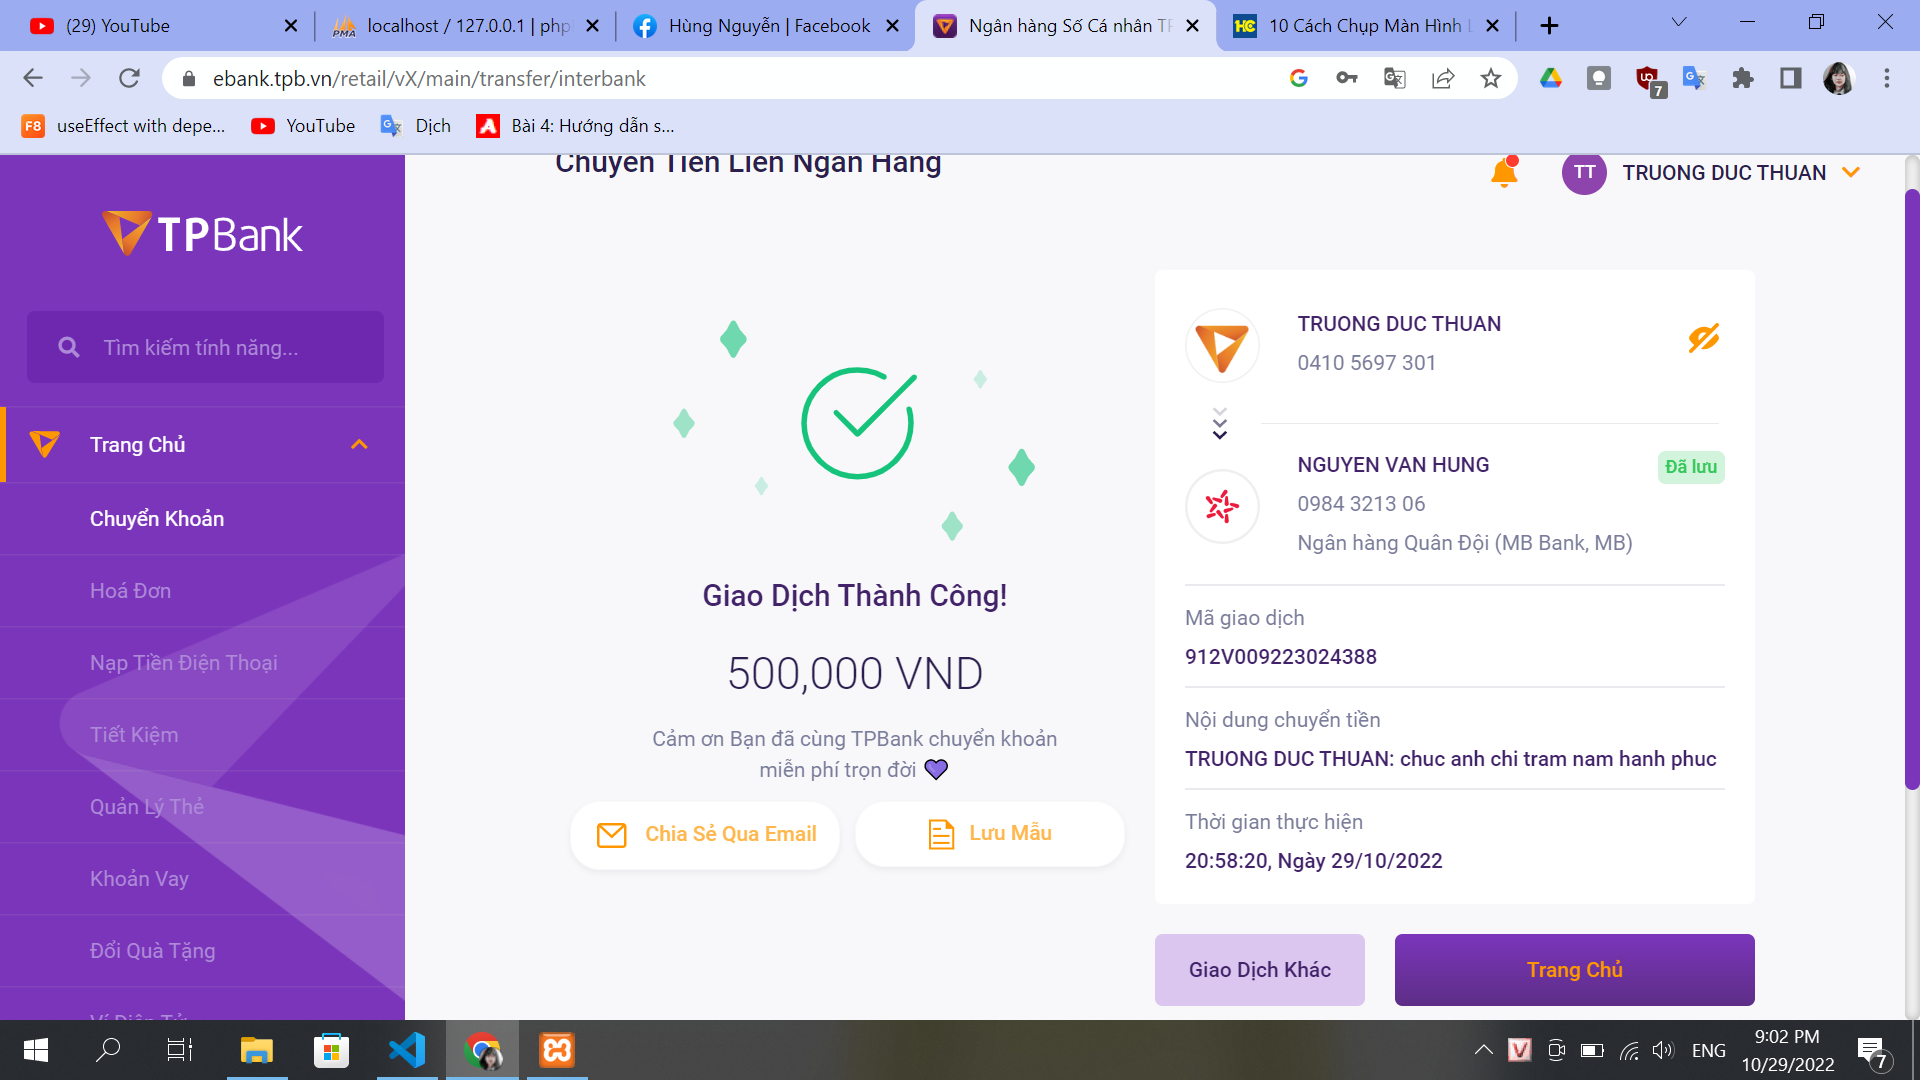 (29) YouTube
localhost / 127.0.0.1 | php
Hùng Nguyễn | Facebook
Ngân hàng Số Cá nhân TP
10 Cách Chụp Màn Hình L
ebank.tpb.vn/retail/vX/main/transfer/interbank
7
useEffect with depe...
YouTube
Dịch
Bài 4: Hướng dẫn s...
Chuyển Tiền Liên Ngân Hàng
TT
TRUONG DUC THUAN
TPBank
Tìm kiếm tính năng...
Trang Chủ
Chuyển Khoản
Hoá Đơn
Nạp Tiền Điện Thoại
Tiết Kiệm
Quản Lý Thẻ
Khoản Vay
Đổi Quà Tặng
Ví Điện Tử
Giao Dịch Thành Công!
500,000 VND
Cảm ơn Bạn đã cùng TPBank chuyển khoản
miễn phí trọn đời 💜
Chia Sẻ Qua Email
Lưu Mẫu
TRUONG DUC THUAN
0410 5697 301
NGUYEN VAN HUNG
Đã lưu
0984 3213 06
Ngân hàng Quân Đội (MB Bank, MB)
Mã giao dịch
912V009223024388
Nội dung chuyển tiền
TRUONG DUC THUAN: chuc anh chi tram nam hanh phuc
Thời gian thực hiện
20:58:20, Ngày 29/10/2022
Giao Dịch Khác
Trang Chủ
ENG
9:02 PM
10/29/2022
7